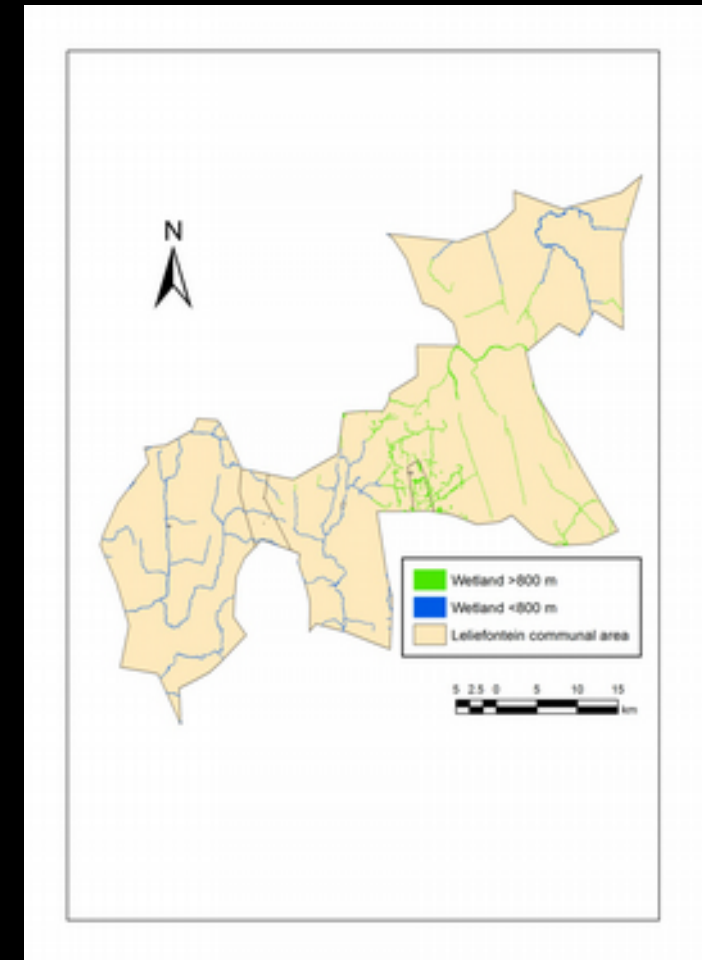 N
Wetland >800 m
Wetland <800 m
Leliefontein communal area
5 2.5 0 5 10 15
km